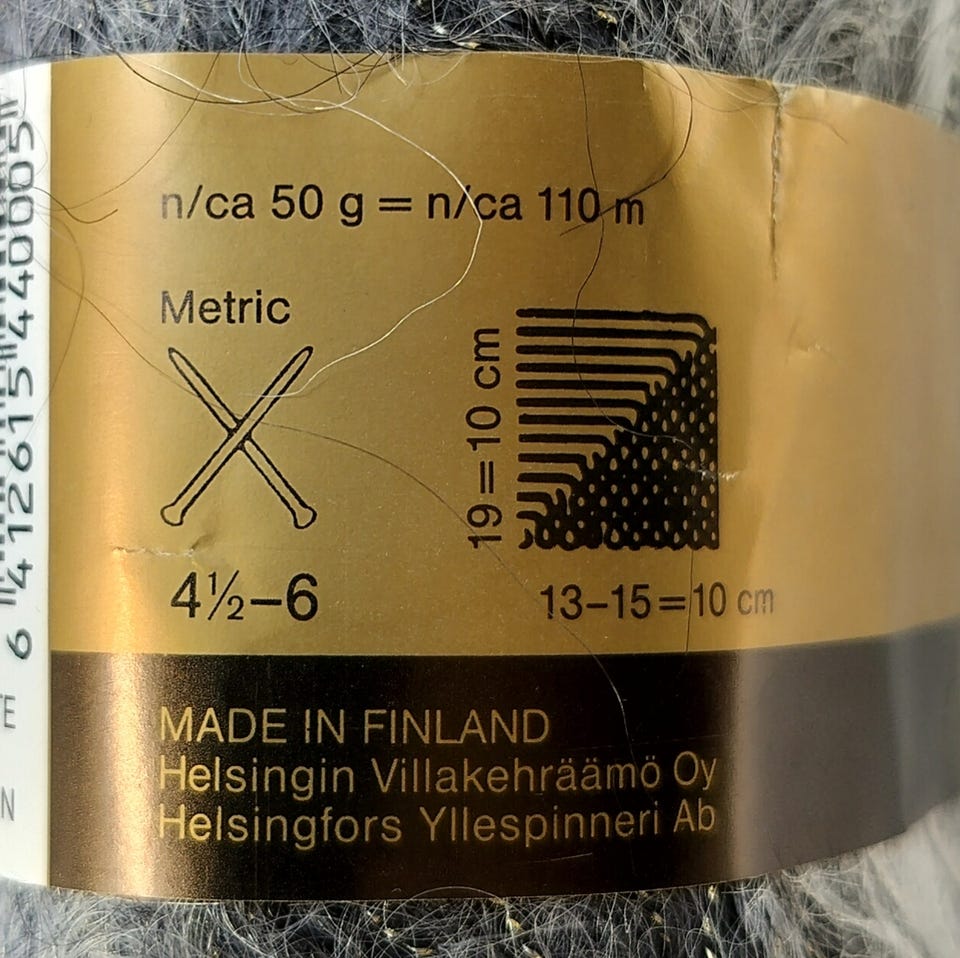 n/ca 50 g = n/ca 110 m
Metric
4½–6
19=10 cm
13–15=10 cm
MADE IN FINLAND
Helsingin Villakehräämö Oy
Helsingfors Yllespinneri Ab
6 412615 440005